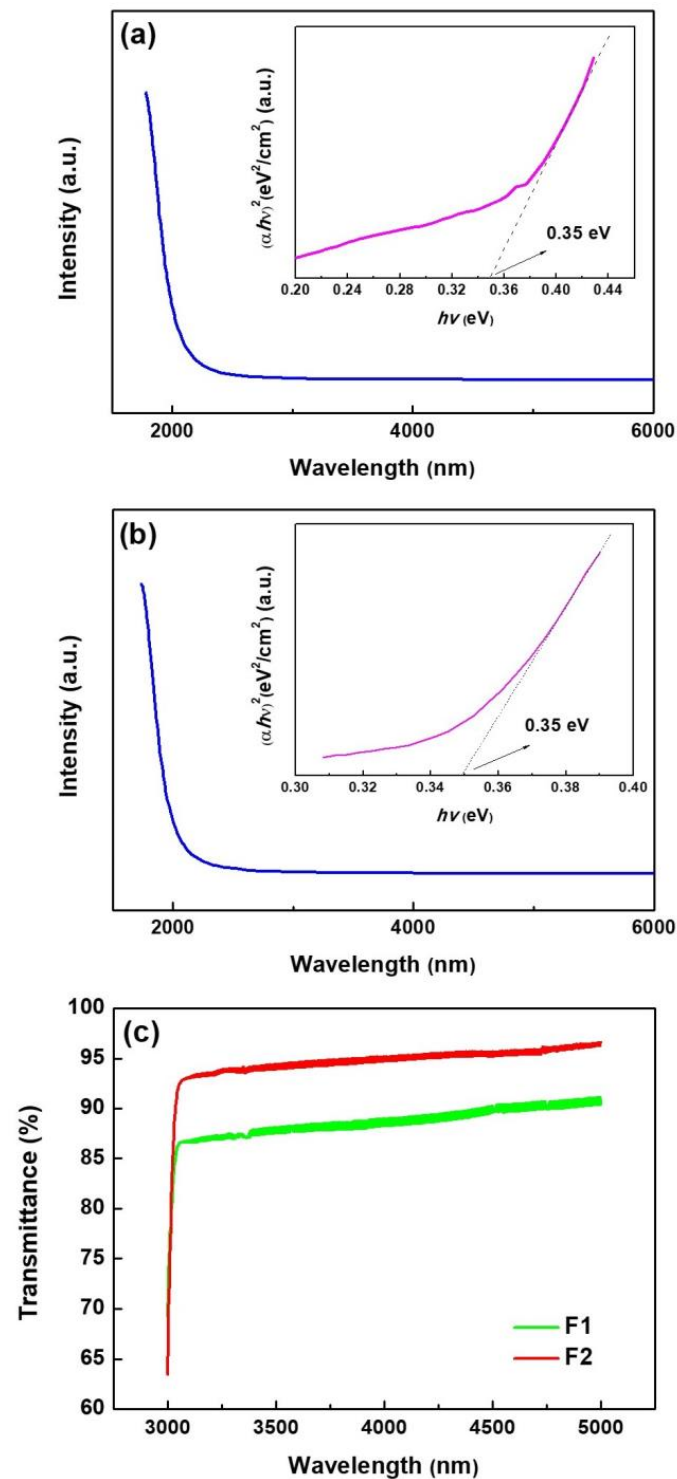 (a)
Intensity (a.u.)
(αhν)² (eV²/cm²) (a.u.)
0.35 eV
0.20 0.24 0.28 0.32 0.36 0.40 0.44
hν (eV)
2000 4000 6000
Wavelength (nm)
(b)
Intensity (a.u.)
(αhν)² (eV²/cm²) (a.u.)
0.35 eV
0.30 0.32 0.34 0.36 0.38 0.40
hν (eV)
2000 4000 6000
Wavelength (nm)
(c)
Transmittance (%)
100
95
90
85
80
75
70
65
60
F1
F2
3000 3500 4000 4500 5000
Wavelength (nm)